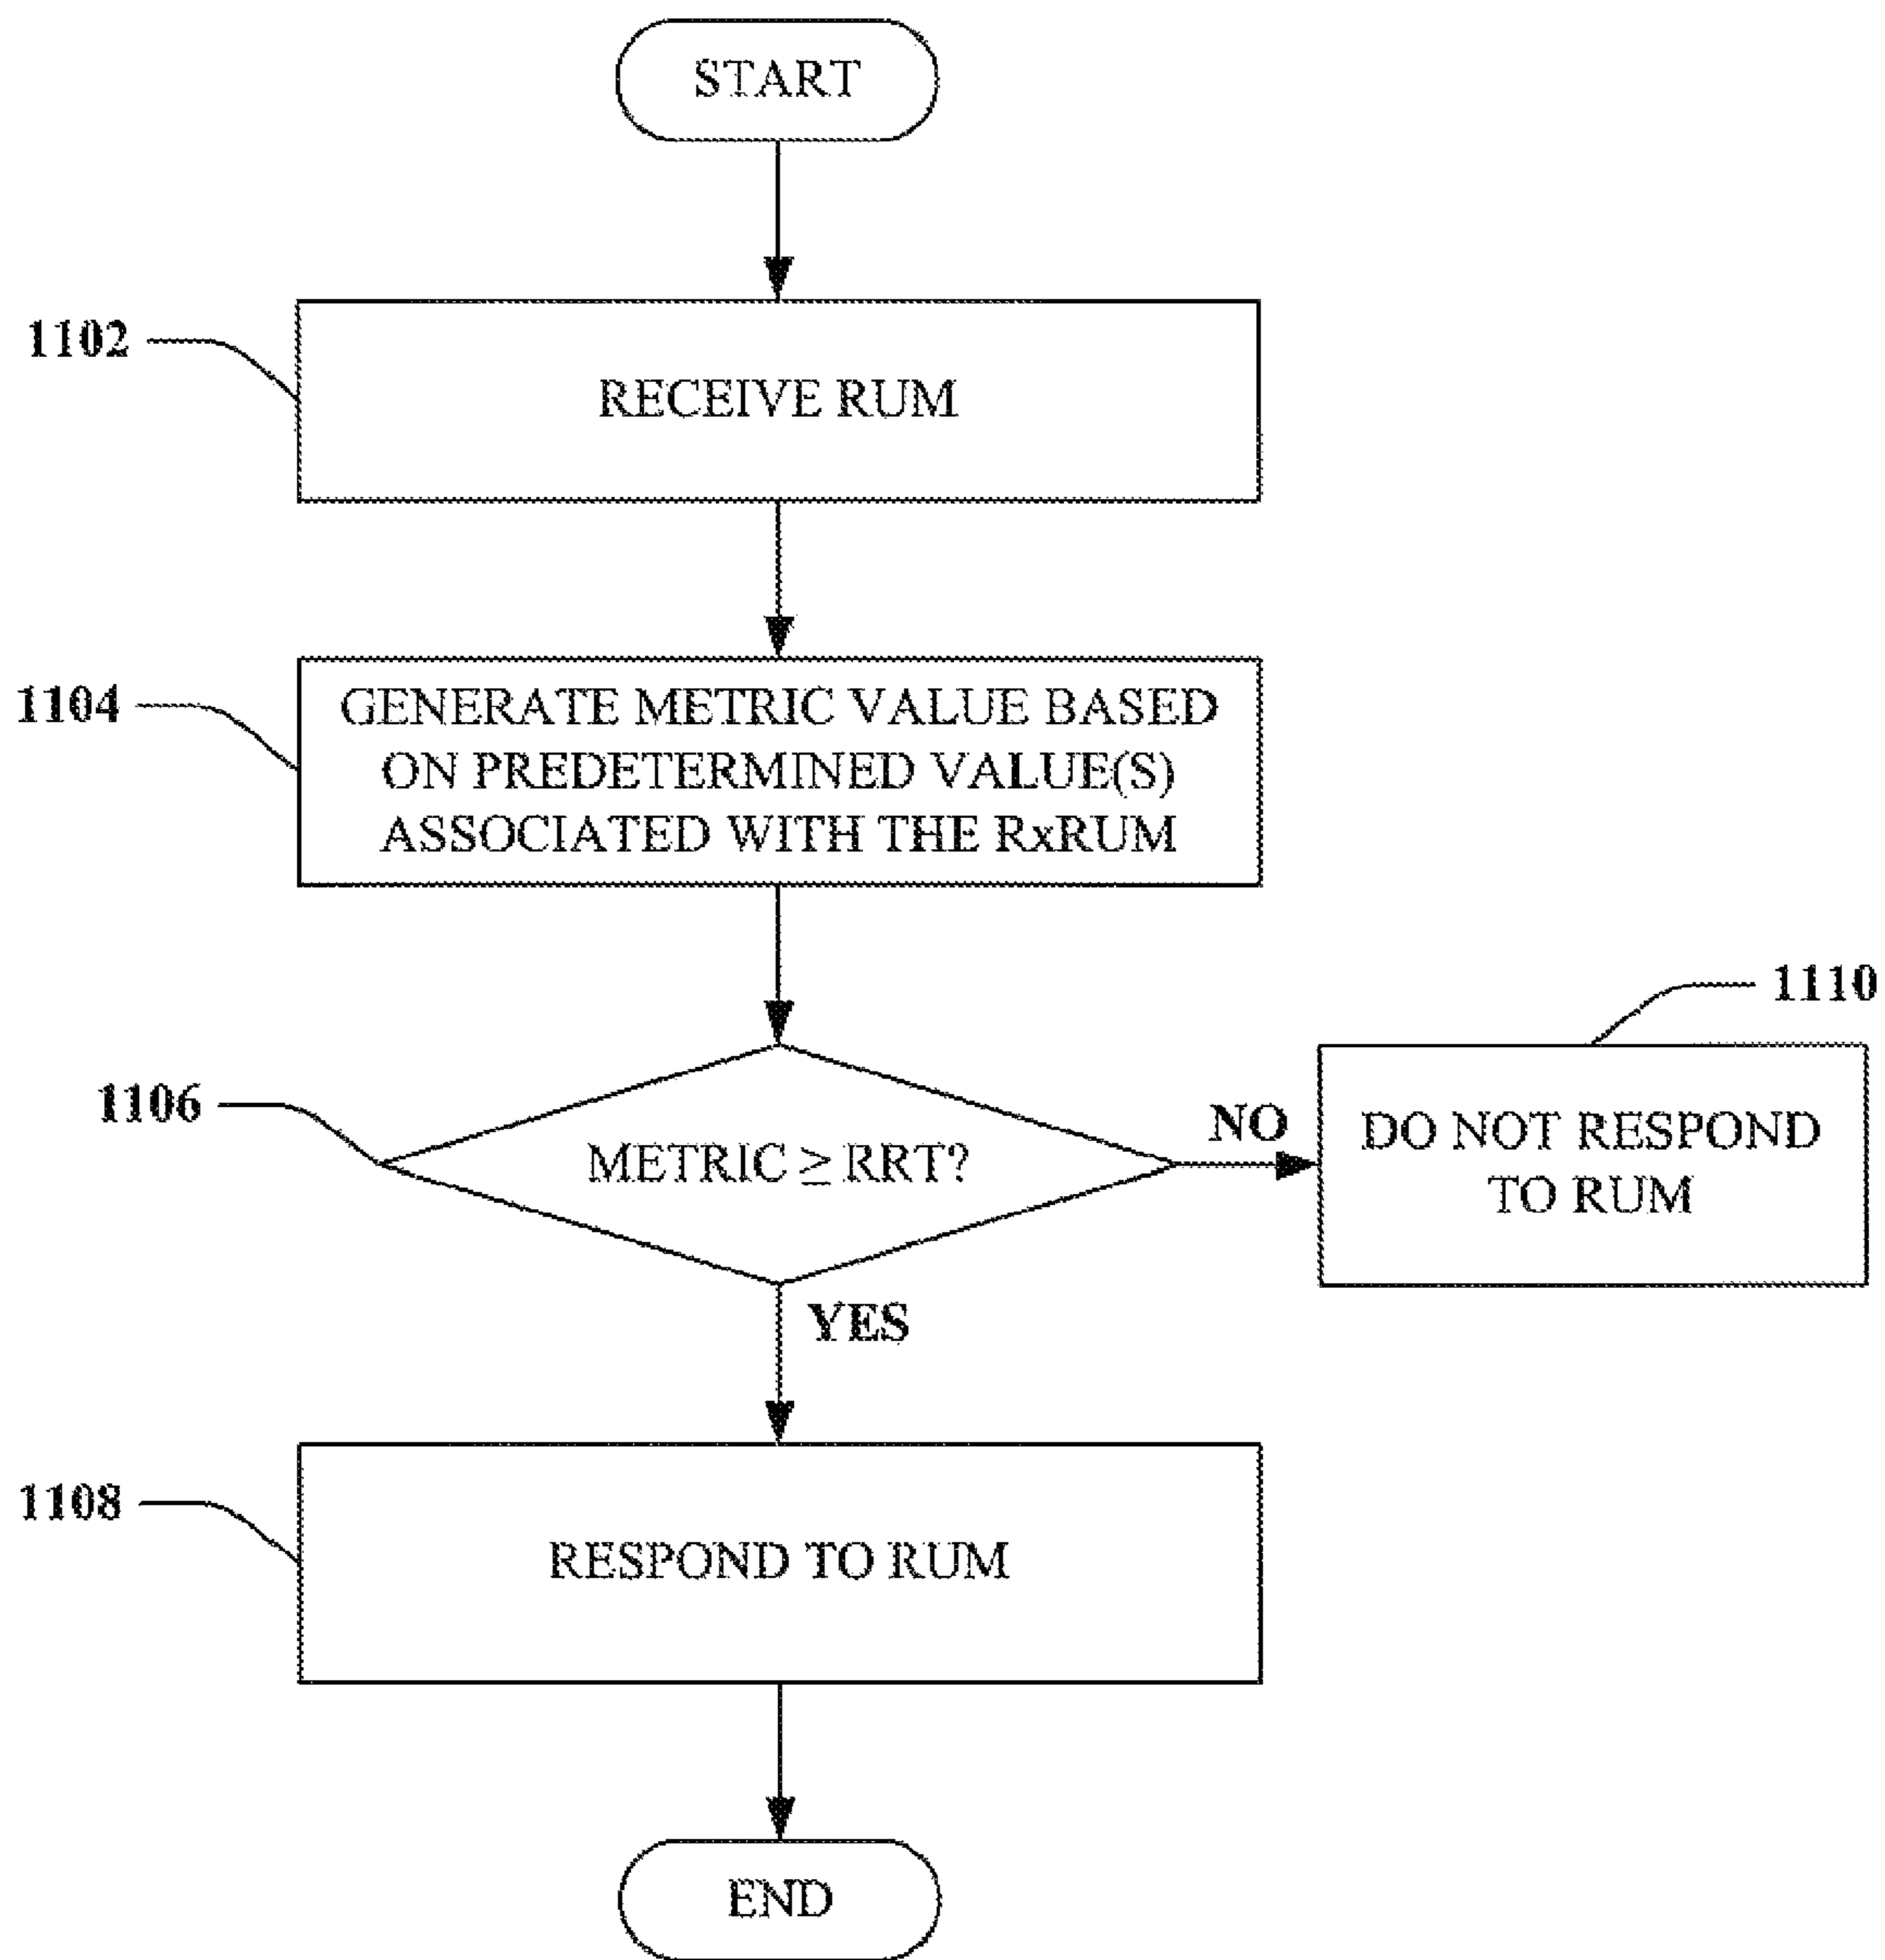 START
1102
RECEIVE RUM
1104
GENERATE METRIC VALUE BASED
ON PREDETERMINED VALUE(S)
ASSOCIATED WITH THE RxRUM
1110
1106
METRIC ≥ RRT?
NO
DO NOT RESPOND
TO RUM
YES
1108
RESPOND TO RUM
END